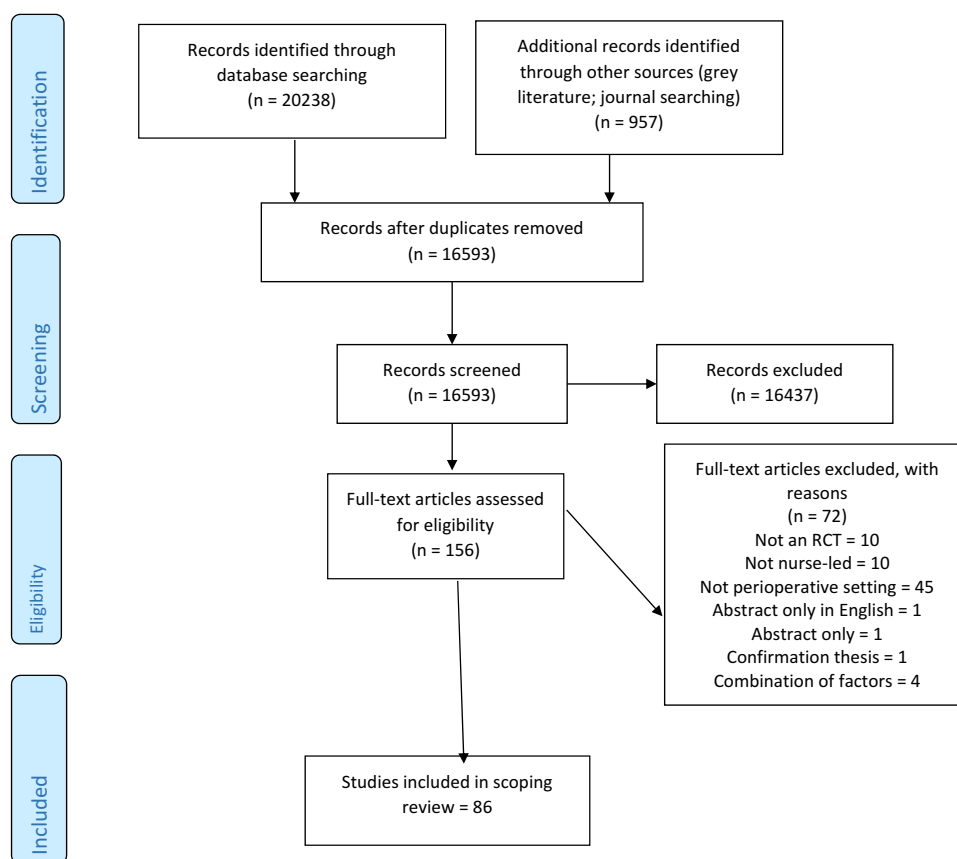 Identification
Records identified through
database searching
(n = 20238)
Additional records identified
through other sources (grey
literature; journal searching)
(n = 957)
Records after duplicates removed
(n = 16593)
Screening
Records screened
(n = 16593)
Records excluded
(n = 16437)
Eligibility
Full-text articles assessed
for eligibility
(n = 156)
Full-text articles excluded, with
reasons
(n = 72)
Not an RCT = 10
Not nurse-led = 10
Not perioperative setting = 45
Abstract only in English = 1
Abstract only = 1
Confirmation thesis = 1
Combination of factors = 4
Included
Studies included in scoping
review = 86